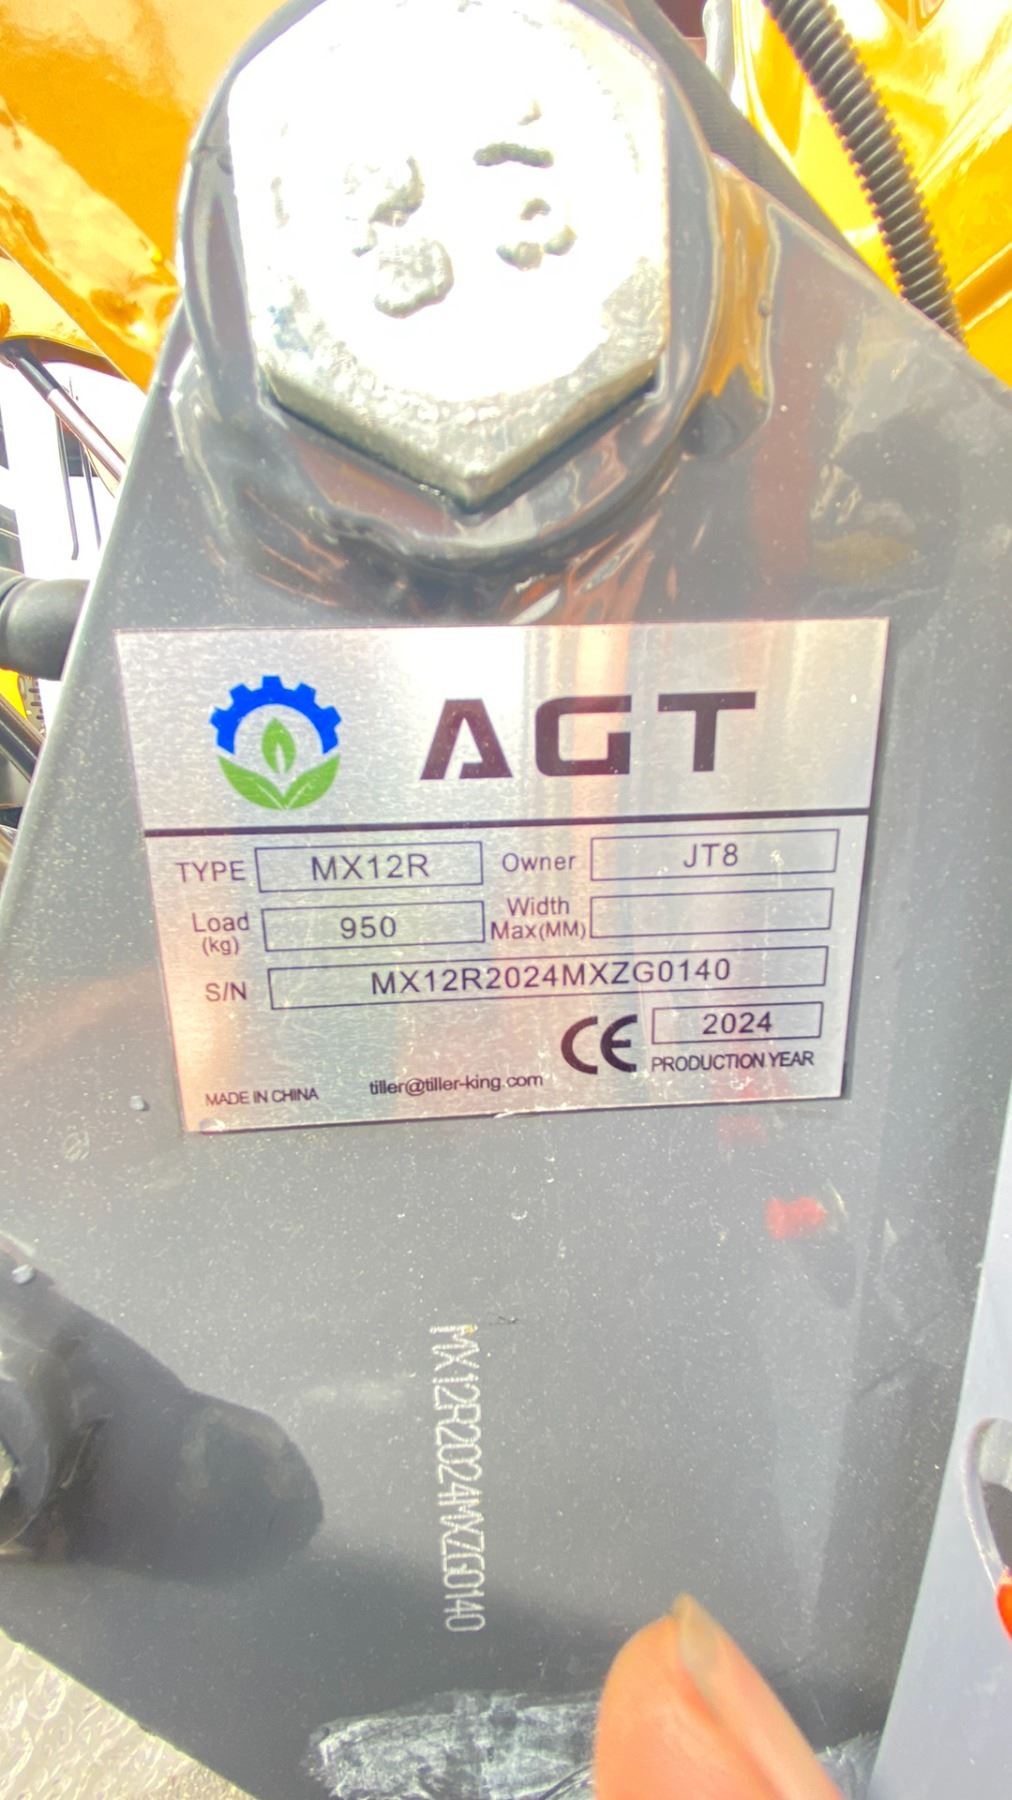 AGT
TYPE MX12R Owner JT8
Load (kg) 950 Width Max(MM)
S/N MX12R2024MXZG0140
CE 2024
PRODUCTION YEAR
MADE IN CHINA tiller@tiller-king.com
MX12R2024MXZG0140